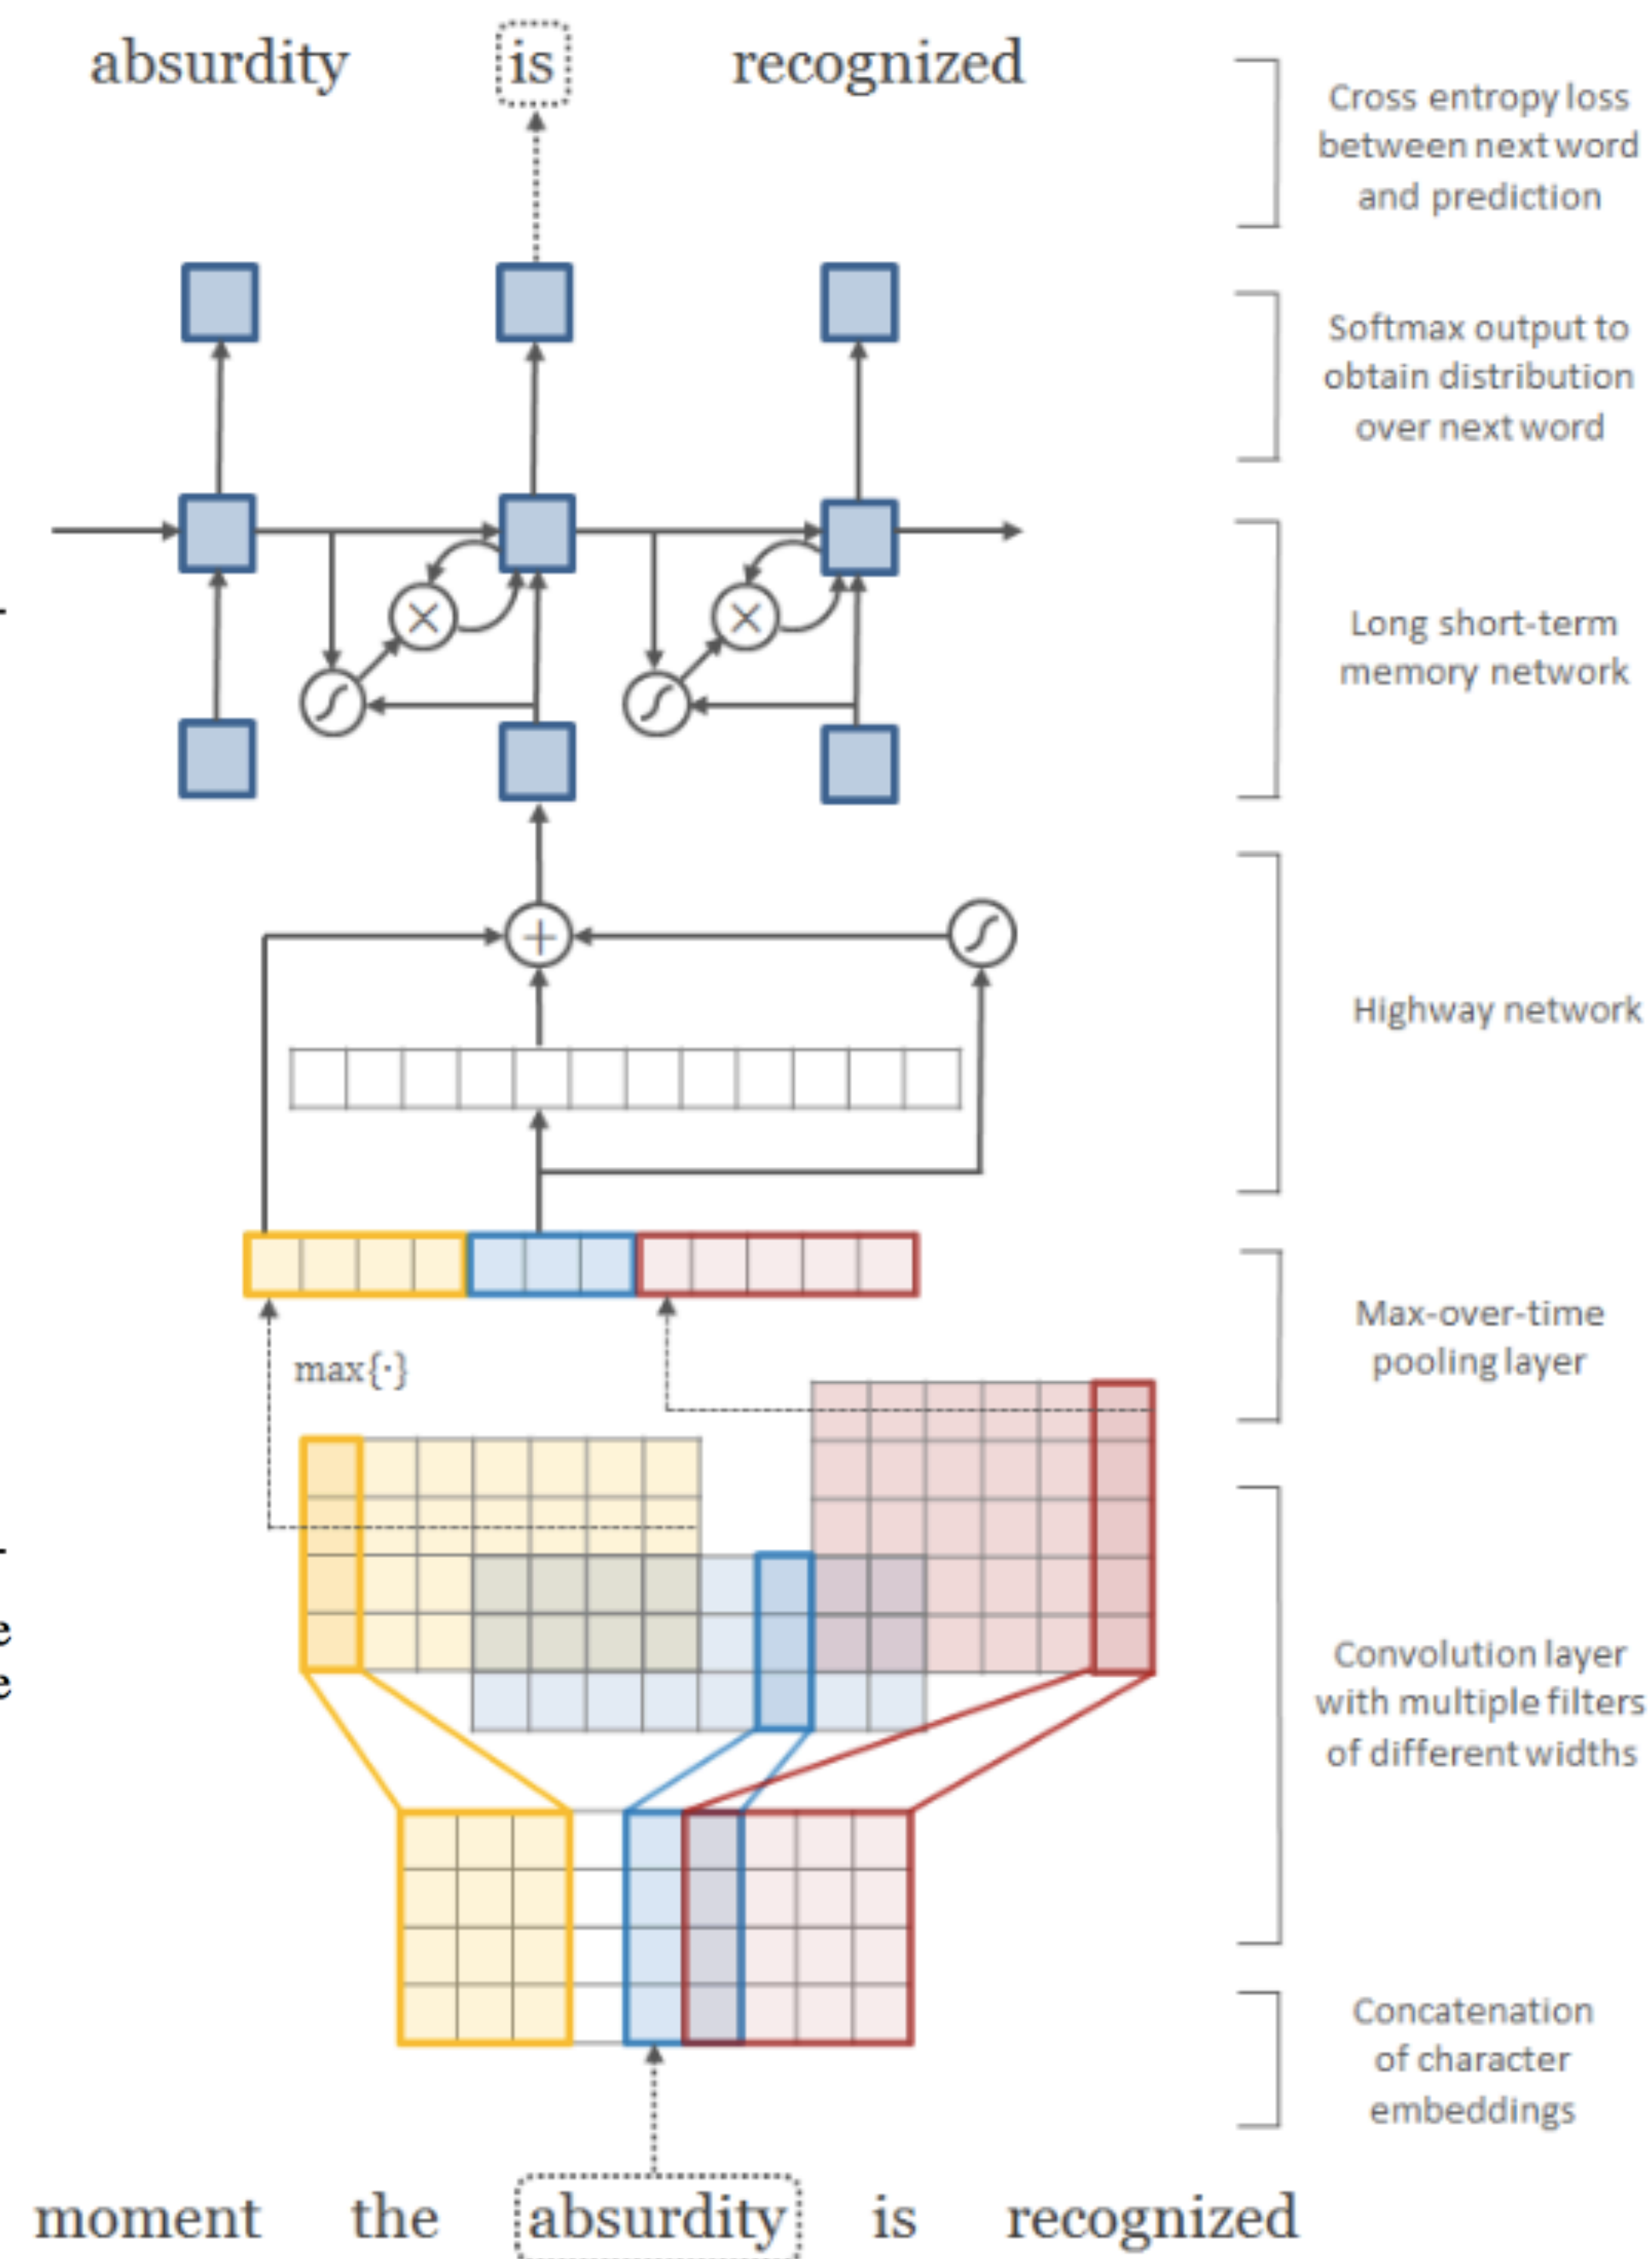 absurdity is recognized
Cross entropy loss
between next word
and prediction
Softmax output to
obtain distribution
over next word
Long short-term
memory network
Highway network
Max-over-time
pooling layer
max{·}
Convolution layer
with multiple filters
of different widths
Concatenation
of character
embeddings
moment the absurdity is recognized